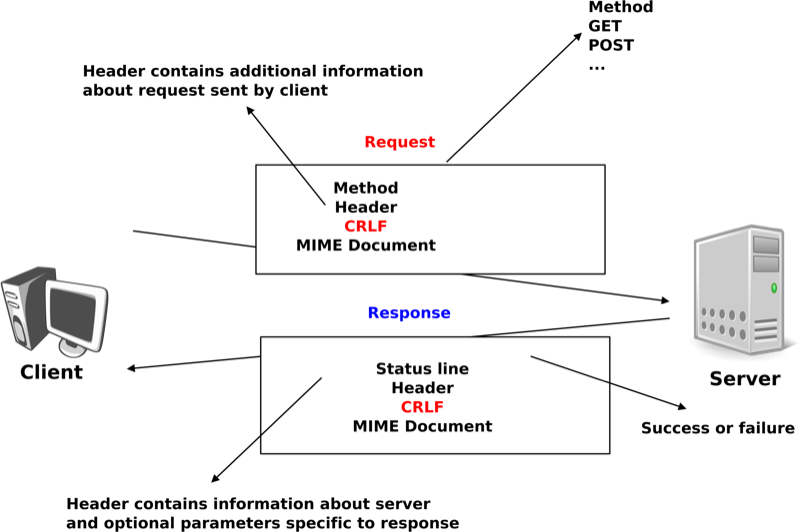 Method
GET
POST
...
Header contains additional information
about request sent by client
Request
Method
Header
CRLF
MIME Document
Response
Status line
Header
CRLF
MIME Document
Client
Server
Success or failure
Header contains information about server
and optional parameters specific to response